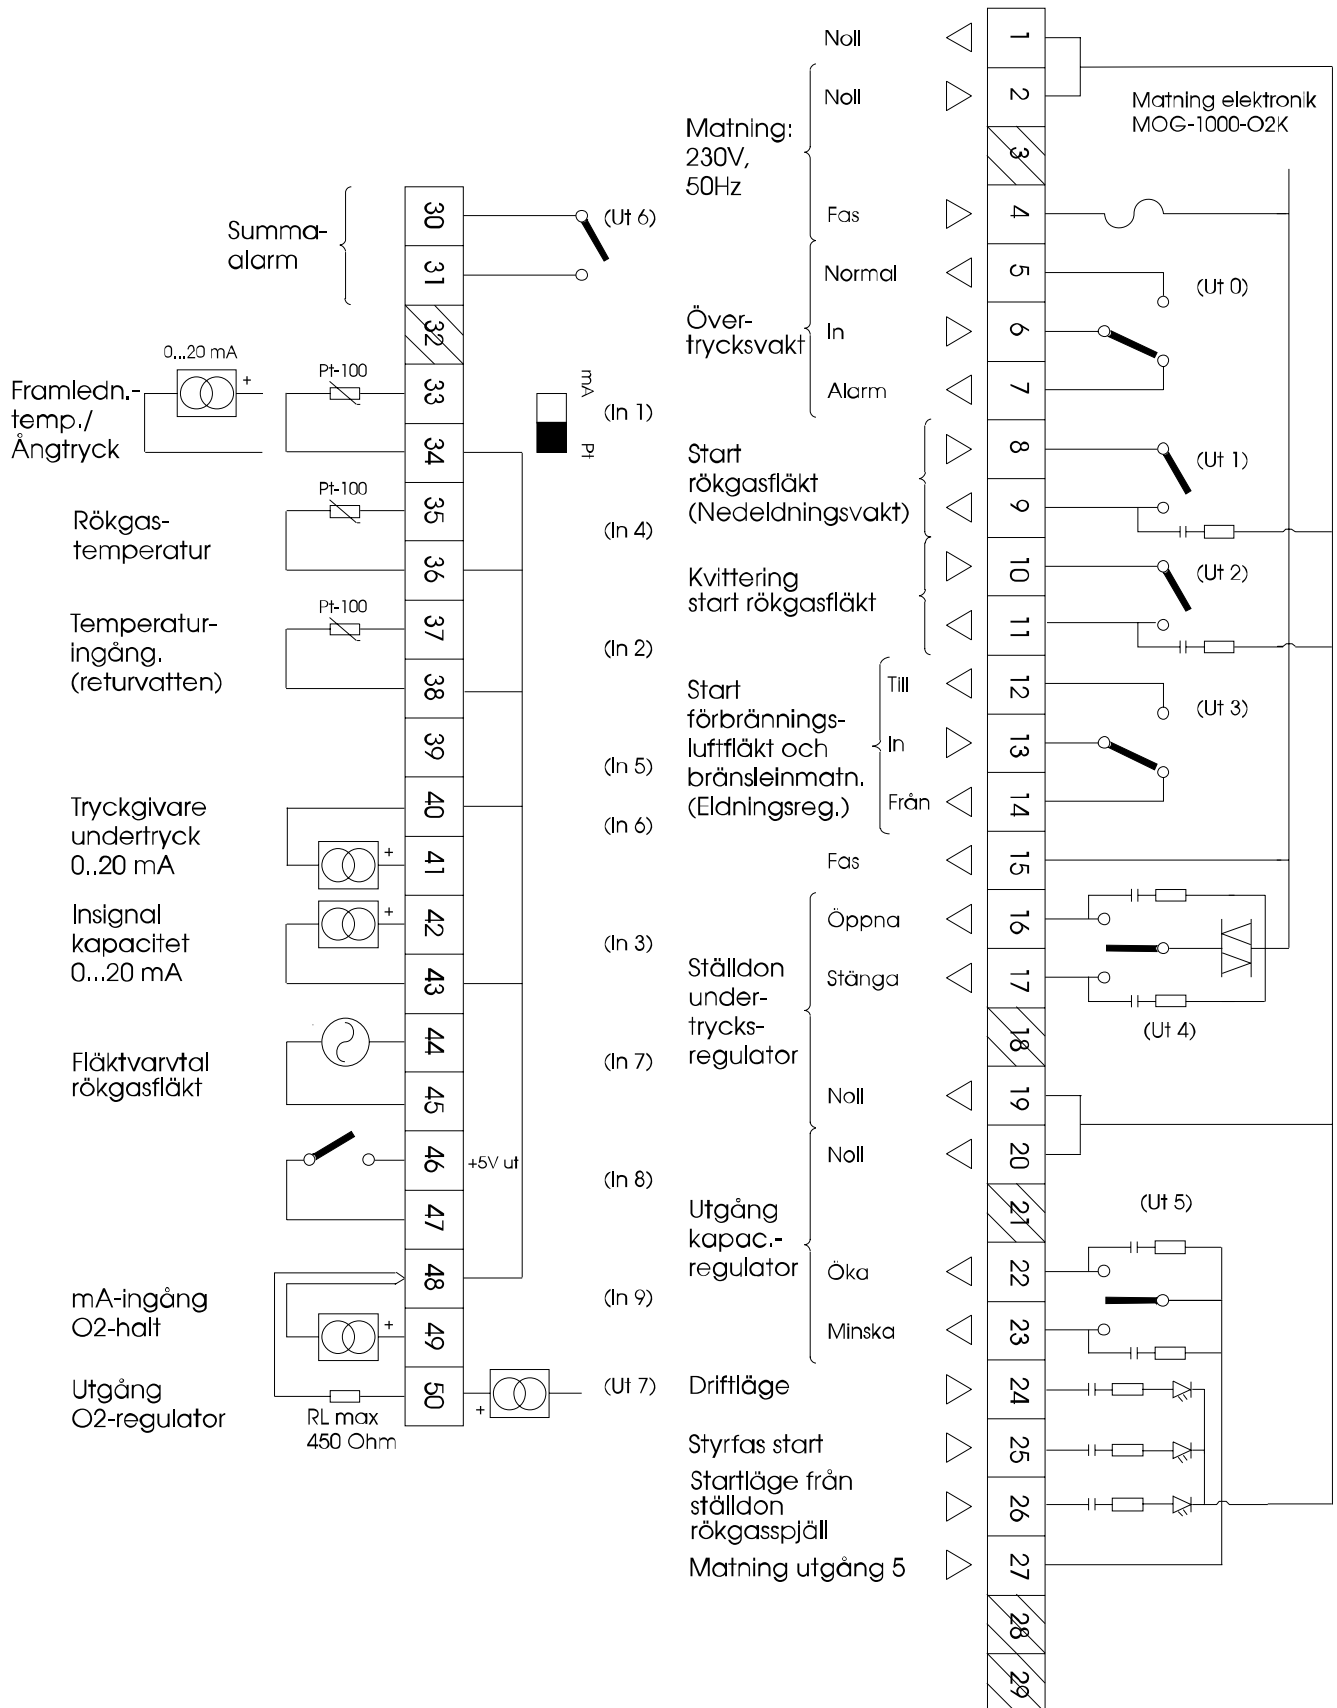 Summa-
alarm
30
(Ut 6)
31
32
0...20 mA
+
Pt-100
33
mA
Pt
(In 1)
Framledn.-
temp./
Ångtryck
34
Pt-100
35
Rökgas-
temperatur
(In 4)
36
Pt-100
37
Temperatur-
ingång.
(returvatten)
(In 2)
38
39
(In 5)
40
Tryckgivare
undertryck
0..20 mA
(In 6)
+
41
Insignal
kapacitet
0...20 mA
+
42
(In 3)
43
44
Fläktvarvtal
rökgasfläkt
(In 7)
45
46
+5V ut
(In 8)
47
48
mA-ingång
O2-halt
(In 9)
+
49
Utgång
O2-regulator
RL max
450 Ohm
50
+
(Ut 7)
Noll
1
Matning:
230V,
50Hz
Noll
2
Matning elektronik
MOG-1000-O2K
3
Fas
4
Över-
trycksvakt
Normal
5
(Ut 0)
In
6
Alarm
7
Start
rökgasfläkt
(Nedeldningsvakt)
8
(Ut 1)
9
Kvittering
start rökgasfläkt
10
(Ut 2)
11
Start
förbrännings-
luftfläkt och
bränsleinmatn.
(Eldningsreg.)
Till
12
(Ut 3)
In
13
Från
14
Fas
15
Ställdon
under-
trycks-
regulator
Öppna
16
Stänga
17
(Ut 4)
18
Noll
19
Noll
20
Utgång
kapac.-
regulator
21
(Ut 5)
Öka
22
Minska
23
Driftläge
24
Styrfas start
25
Startläge från
ställdon
rökgasspjäll
26
Matning utgång 5
27
28
29